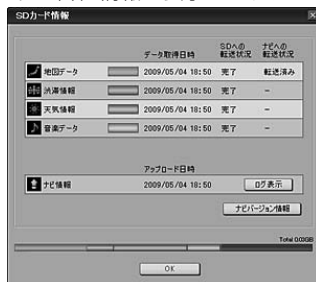 SDカード情報
データ取得日時 SDへの転送状況 ナビへの転送状況
地図データ 2009/05/04 18:50 完了 転送済み
渋滞情報 2009/05/04 18:50 完了 -
天気情報 2009/05/04 18:50 完了 -
音楽データ 2009/05/04 18:50 完了 -
アップロード日時
ナビ情報 2009/05/04 18:50 ログ表示
ナビバージョン情報
Total 0.03GB
OK